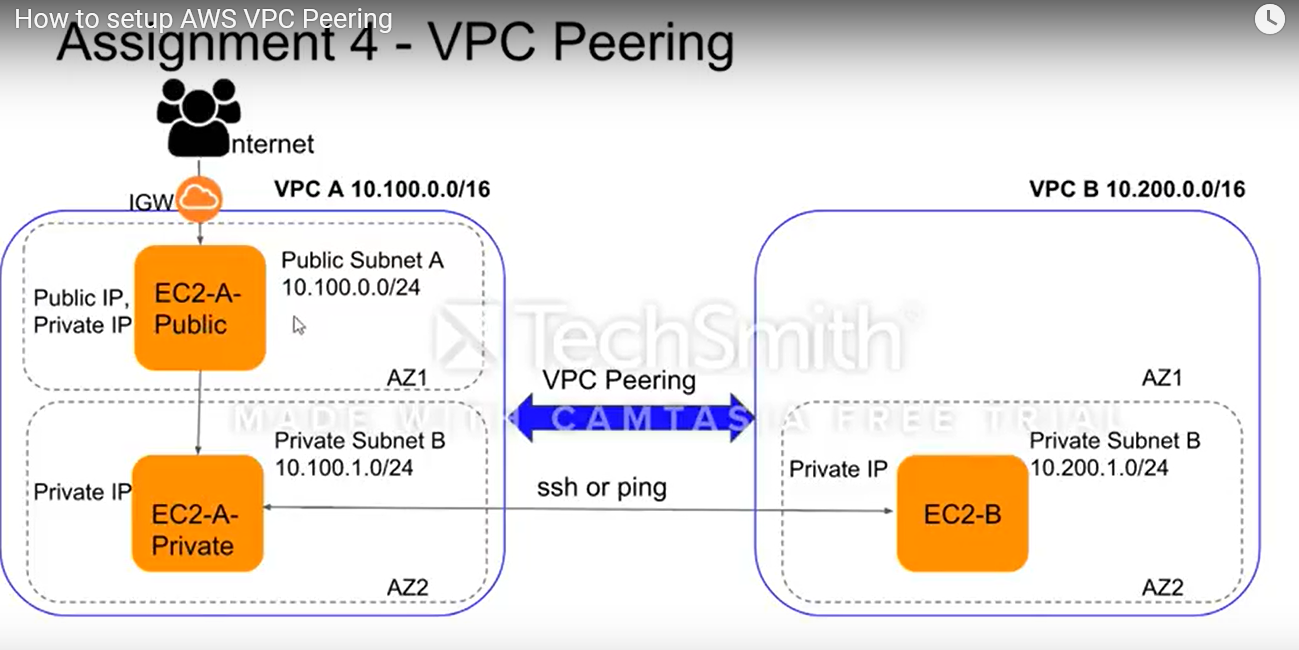 How to setup AWS VPC Peering
Assignment 4 - VPC Peering
nternet
IGW
VPC A 10.100.0.0/16
VPC B 10.200.0.0/16
Public Subnet A
10.100.0.0/24
Public IP,
Private IP
EC2-A-
Public
AZ1
AZ1
TechSmith
MADE WITH CAMTASIA FREE TRIAL
VPC Peering
Private Subnet B
10.100.1.0/24
Private IP
EC2-A-
Private
AZ2
ssh or ping
Private Subnet B
10.200.1.0/24
Private IP
EC2-B
AZ2